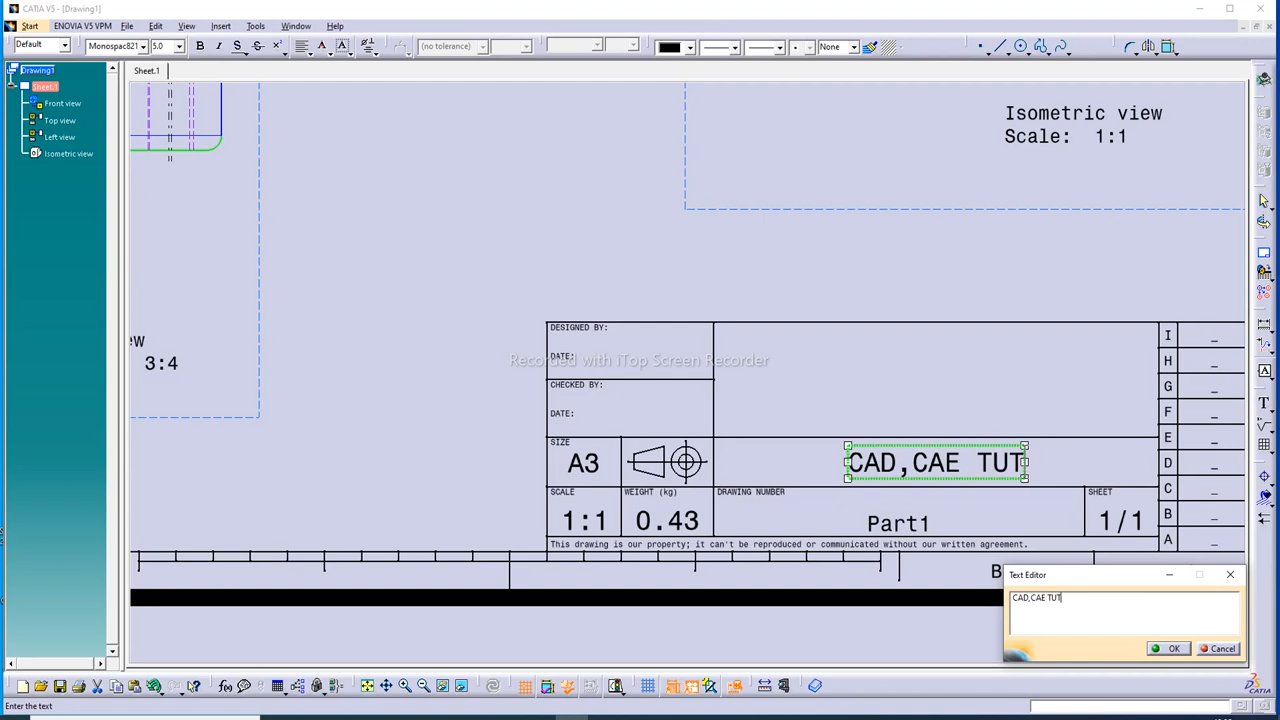 CATIA V5 - [Drawing1]
Start ENOVIA V5 VPM File Edit View Insert Tools Window Help
Default Monospac821 5.0 B I S S (no tolerance) None
Drawing1
Sheet.1
Front view
Top view
Left view
Isometric view
Sheet.1
Isometric view
Scale: 1:1
ew
3:4
Recorded with iTop Screen Recorder
DESIGNED BY:
DATE:
CHECKED BY:
DATE:
SIZE
A3
CAD,CAE TUT
SCALE
1:1
WEIGHT (kg)
0.43
DRAWING NUMBER
Part1
SHEET
1/1
This drawing is our property; it can't be reproduced or communicated without our written agreement.
I _
H _
G _
F _
E _
D _
C _
B _
A _
B
Text Editor
CAD,CAE TUT
OK Cancel
Enter the text
CATIA